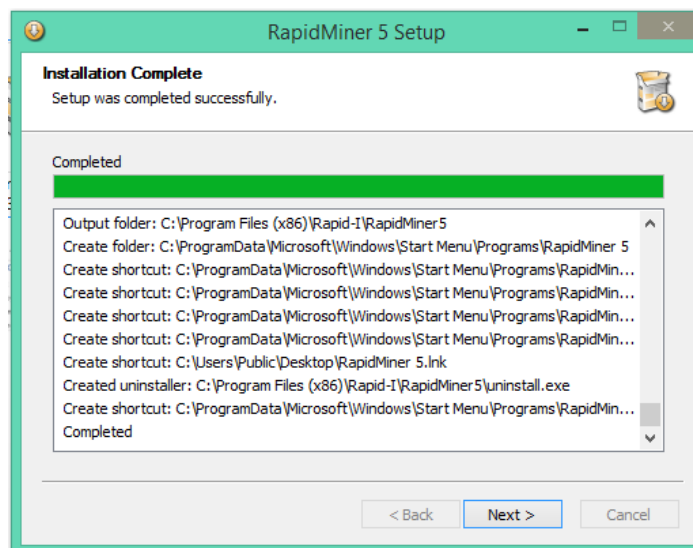 RapidMiner 5 Setup
Installation Complete
Setup was completed successfully.
Completed
Output folder: C:\Program Files (x86)\Rapid-I\RapidMiner5
Create folder: C:\ProgramData\Microsoft\Windows\Start Menu\Programs\RapidMiner 5
Create shortcut: C:\ProgramData\Microsoft\Windows\Start Menu\Programs\RapidMin...
Create shortcut: C:\ProgramData\Microsoft\Windows\Start Menu\Programs\RapidMin...
Create shortcut: C:\ProgramData\Microsoft\Windows\Start Menu\Programs\RapidMin...
Create shortcut: C:\ProgramData\Microsoft\Windows\Start Menu\Programs\RapidMin...
Create shortcut: C:\Users\Public\Desktop\RapidMiner 5.lnk
Created uninstaller: C:\Program Files (x86)\Rapid-I\RapidMiner5\uninstall.exe
Create shortcut: C:\ProgramData\Microsoft\Windows\Start Menu\Programs\RapidMin...
Completed
< Back Next > Cancel